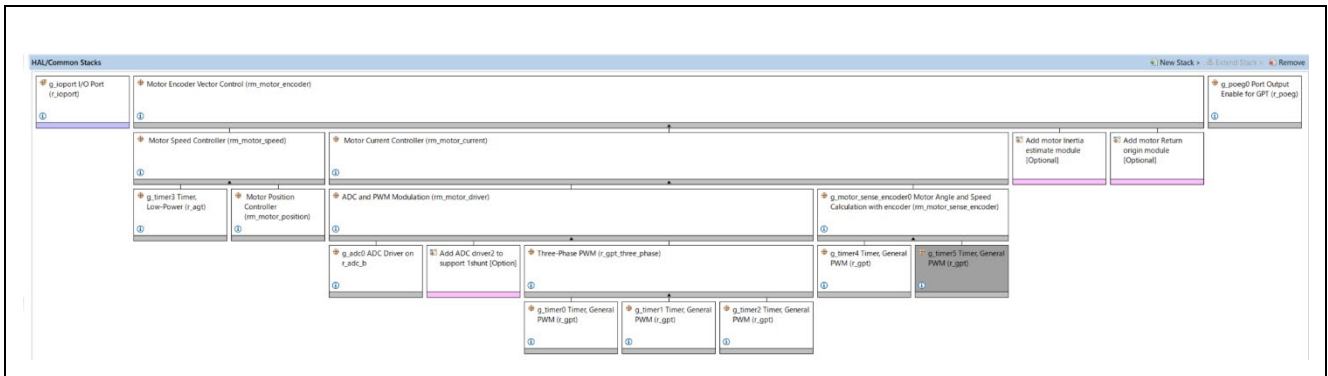 HAL/Common Stacks
New Stack > Extend Stack > Remove
g_ioport I/O Port
(r_ioport)
Motor Encoder Vector Control (rm_motor_encoder)
g_poeg0 Port Output
Enable for GPT (r_poeg)
Motor Speed Controller (rm_motor_speed)
Motor Current Controller (rm_motor_current)
Add motor Inertia
estimate module
[Optional]
Add motor Return
origin module
[Optional]
g_timer3 Timer,
Low-Power (r_agt)
Motor Position
Controller
(rm_motor_position)
ADC and PWM Modulation (rm_motor_driver)
g_motor_sense_encoder0 Motor Angle and Speed
Calculation with encoder (rm_motor_sense_encoder)
g_adc0 ADC Driver on
r_adc_b
Add ADC driver2 to
support 1shunt [Option]
Three-Phase PWM (r_gpt_three_phase)
g_timer4 Timer, General
PWM (r_gpt)
g_timer5 Timer, General
PWM (r_gpt)
g_timer0 Timer, General
PWM (r_gpt)
g_timer1 Timer, General
PWM (r_gpt)
g_timer2 Timer, General
PWM (r_gpt)